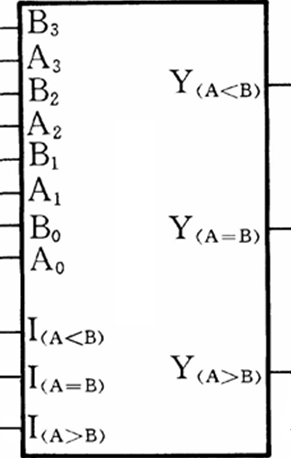 B₃
A₃
B₂
A₂
B₁
A₁
B₀
A₀
I(A<B)
I(A=B)
I(A>B)
Y(A<B)
Y(A=B)
Y(A>B)